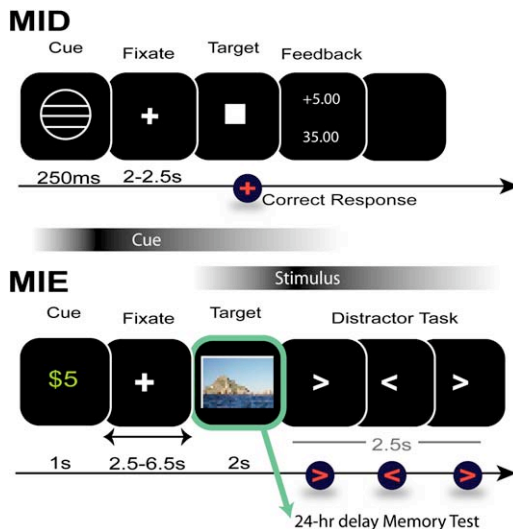 MID
Cue Fixate Target Feedback
+
+5.00
35.00
250ms 2-2.5s
+
Correct Response
Cue
Stimulus
MIE
Cue Fixate Target Distractor Task
$5 + > < >
2.5s
1s 2.5-6.5s 2s > < >
24-hr delay Memory Test